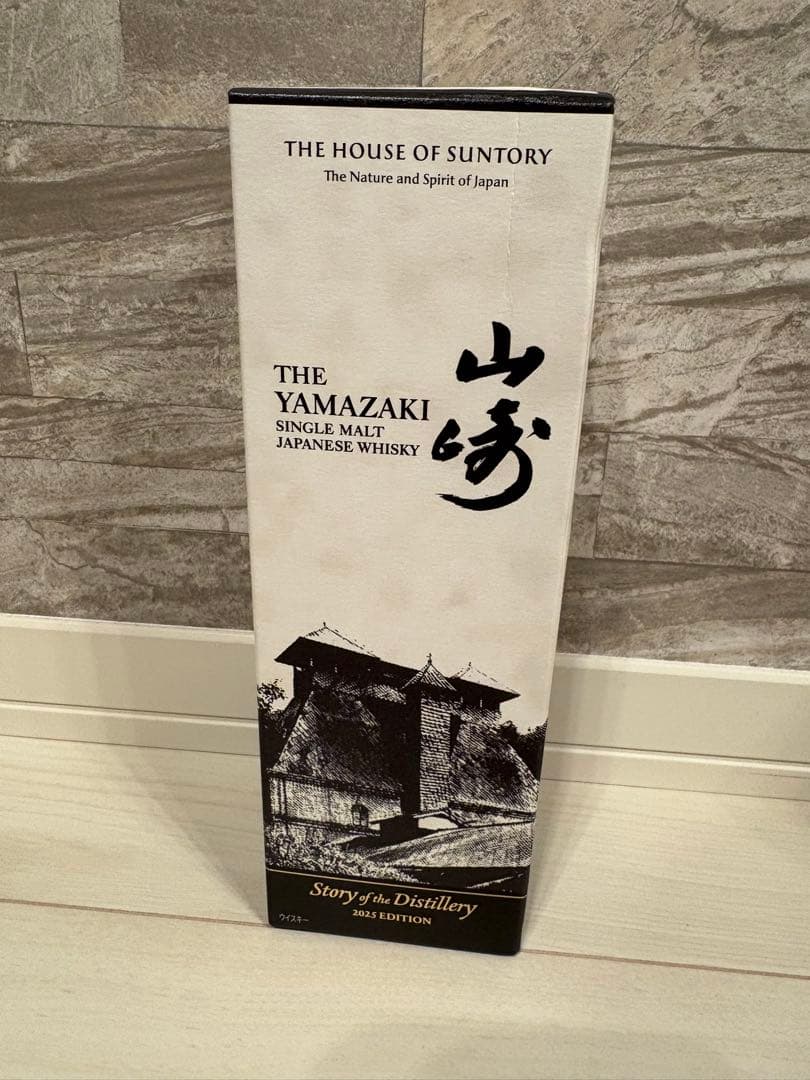 THE HOUSE OF SUNTORY
The Nature and Spirit of Japan
山崎
THE
YAMAZAKI
SINGLE MALT
JAPANESE WHISKY
Story of the Distillery
2025 EDITION
ウイスキー